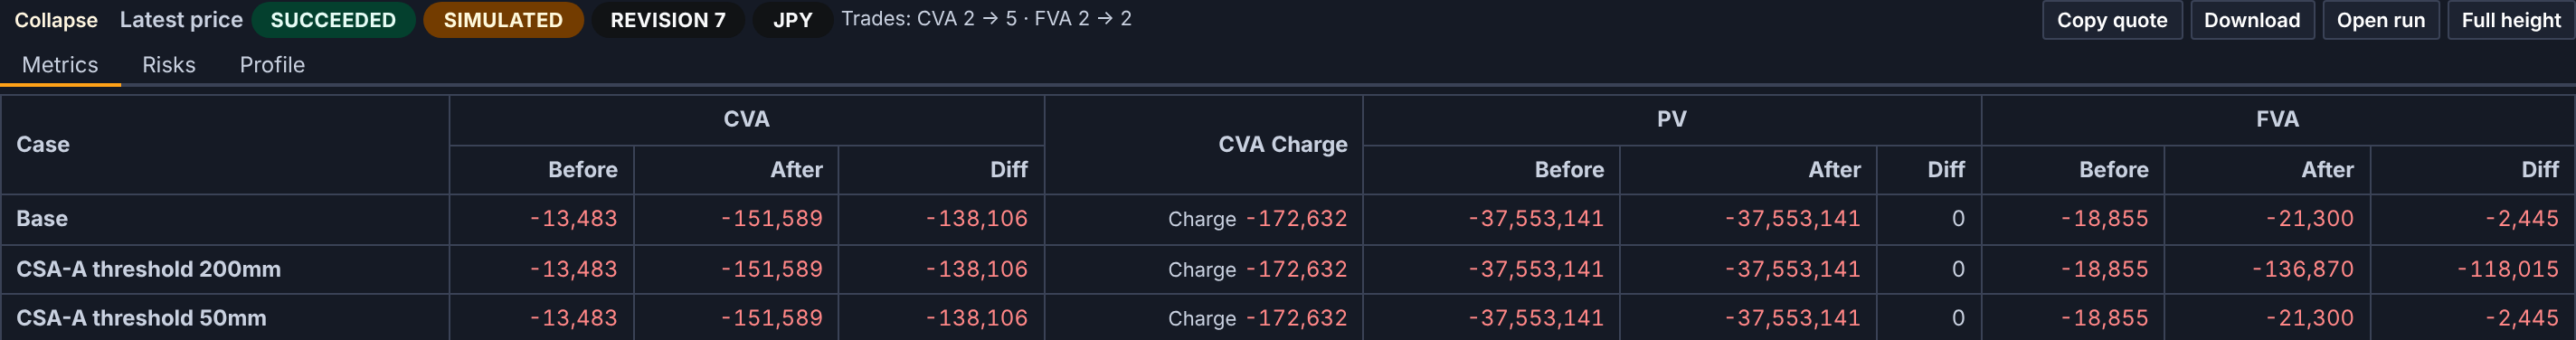 Collapse Latest price SUCCEEDED SIMULATED REVISION 7 JPY Trades: CVA 2 → 5 · FVA 2 → 2 Copy quote Download Open run Full height
Metrics Risks Profile
Case CVA CVA Charge PV FVA
Before After Diff Before After Diff Before After Diff
Base -13,483 -151,589 -138,106 Charge -172,632 -37,553,141 -37,553,141 0 -18,855 -21,300 -2,445
CSA-A threshold 200mm -13,483 -151,589 -138,106 Charge -172,632 -37,553,141 -37,553,141 0 -18,855 -136,870 -118,015
CSA-A threshold 50mm -13,483 -151,589 -138,106 Charge -172,632 -37,553,141 -37,553,141 0 -18,855 -21,300 -2,445